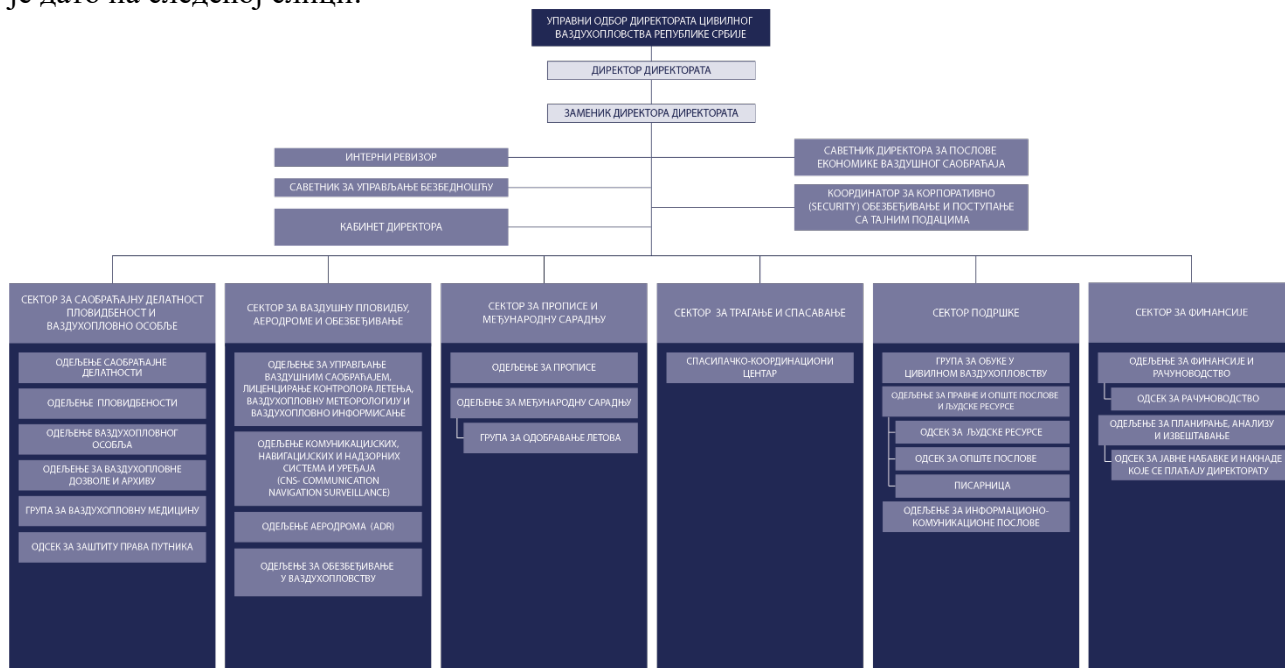 је дато на следећој слици:
УПРАВНИ ОДБОР ДИРЕКТОРАТА ЦИВИЛНОГ
ВАЗДУХОПЛОВСТВА РЕПУБЛИКЕ СРБИЈЕ
ДИРЕКТОР ДИРЕКТОРАТА
ЗАМЕНИК ДИРЕКТОРА ДИРЕКТОРАТА
ИНТЕРНИ РЕВИЗОР
САВЕТНИК ЗА УПРАВЉАЊЕ БЕЗБЕДНОШЋУ
КАБИНЕТ ДИРЕКТОРА
САВЕТНИК ДИРЕКТОРА ЗА ПОСЛОВЕ
ЕКОНОМИКЕ ВАЗДУШНОГ САОБРАЋАЈА
КООРДИНАТОР ЗА КОРПОРАТИВНО
(SECURITY) ОБЕЗБЕЂИВАЊЕ И ПОСТУПАЊЕ
СА ТАЈНИМ ПОДАЦИМА
СЕКТОР ЗА САОБРАЋАЈНУ ДЕЛАТНОСТ
ПЛОВИДБЕНОСТ И
ВАЗДУХОПЛОВНО ОСОБЉЕ
ОДЕЉЕЊЕ САОБРАЋАЈНЕ
ДЕЛАТНОСТИ
ОДЕЉЕЊЕ ПЛОВИДБЕНОСТИ
ОДЕЉЕЊЕ ВАЗДУХОПЛОВНОГ
ОСОБЉА
ОДЕЉЕЊЕ ЗА ВАЗДУХОПЛОВНЕ
ДОЗВОЛЕ И АРХИВУ
ГРУПА ЗА ВАЗДУХОПЛОВНУ МЕДИЦИНУ
ОДСЕК ЗА ЗАШТИТУ ПРАВА ПУТНИКА
СЕКТОР ЗА ВАЗДУШНУ ПЛОВИДБУ,
АЕРОДРОМЕ И ОБЕЗБЕЂИВАЊЕ
ОДЕЉЕЊЕ ЗА УПРАВЉАЊЕ
ВАЗДУШНИМ САОБРАЋАЈЕМ,
ЛИЦЕНЦИРАЊЕ КОНТРОЛОРА ЛЕТЕЊА,
ВАЗДУХОПЛОВНУ МЕТЕОРОЛОГИЈУ И
ВАЗДУХОПЛОВНО ИНФОРМИСАЊЕ
ОДЕЉЕЊЕ КОМУНИКАЦИЈСКИХ,
НАВИГАЦИЈСКИХ И НАДЗОРНИХ
СИСТЕМА И УРЕЂАЈА
(CNS- COMMUNICATION
NAVIGATION SURVEILLANCE)
ОДЕЉЕЊЕ АЕРОДРОМА (ADR)
ОДЕЉЕЊЕ ЗА ОБЕЗБЕЂИВАЊЕ
У ВАЗДУХОПЛОВСТВУ
СЕКТОР ЗА ПРОПИСЕ И
МЕЂУНАРОДНУ САРАДЊУ
ОДЕЉЕЊЕ ЗА ПРОПИСЕ
ОДЕЉЕЊЕ ЗА МЕЂУНАРОДНУ САРАДЊУ
ГРУПА ЗА ОДОБРАВАЊЕ ЛЕТОВА
СЕКТОР ЗА ТРАГАЊЕ И СПАСАВАЊЕ
СПАСИЛАЧКО-КООРДИНАЦИОНИ
ЦЕНТАР
СЕКТОР ПОДРШКЕ
ГРУПА ЗА ОБУКЕ У
ЦИВИЛНОМ ВАЗДУХОПЛОВСТВУ
ОДЕЉЕЊЕ ЗА ПРАВНЕ И ОПШТЕ ПОСЛОВЕ
И ЉУДСКЕ РЕСУРСЕ
ОДСЕК ЗА ЉУДСКЕ РЕСУРСЕ
ОДСЕК ЗА ОПШТЕ ПОСЛОВЕ
ПИСАРНИЦА
ОДЕЉЕЊЕ ЗА ИНФОРМАЦИОНО-
КОМУНИКАЦИОНЕ ПОСЛОВЕ
СЕКТОР ЗА ФИНАНСИЈЕ
ОДЕЉЕЊЕ ЗА ФИНАНСИЈЕ И
РАЧУНОВОДСТВО
ОДСЕК ЗА РАЧУНОВОДСТВО
ОДЕЉЕЊЕ ЗА ПЛАНИРАЊЕ, АНАЛИЗУ
И ИЗВЕШТАВАЊЕ
ОДСЕК ЗА ЈАВНЕ НАБАВКЕ И НАКНАДЕ
КОЈЕ СЕ ПЛАЋАЈУ ДИРЕКТОРАТУ